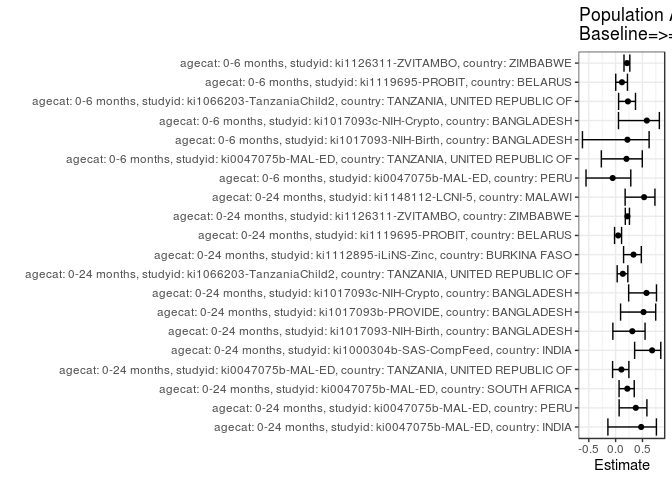 Population A
Baseline=>=
agecat: 0-6 months, studyid: ki1126311-ZVITAMBO, country: ZIMBABWE
agecat: 0-6 months, studyid: ki1119695-PROBIT, country: BELARUS
agecat: 0-6 months, studyid: ki1066203-TanzaniaChild2, country: TANZANIA, UNITED REPUBLIC OF
agecat: 0-6 months, studyid: ki1017093c-NIH-Crypto, country: BANGLADESH
agecat: 0-6 months, studyid: ki1017093-NIH-Birth, country: BANGLADESH
agecat: 0-6 months, studyid: ki0047075b-MAL-ED, country: TANZANIA, UNITED REPUBLIC OF
agecat: 0-6 months, studyid: ki0047075b-MAL-ED, country: PERU
agecat: 0-24 months, studyid: ki1148112-LCNI-5, country: MALAWI
agecat: 0-24 months, studyid: ki1126311-ZVITAMBO, country: ZIMBABWE
agecat: 0-24 months, studyid: ki1119695-PROBIT, country: BELARUS
agecat: 0-24 months, studyid: ki1112895-iLiNS-Zinc, country: BURKINA FASO
agecat: 0-24 months, studyid: ki1066203-TanzaniaChild2, country: TANZANIA, UNITED REPUBLIC OF
agecat: 0-24 months, studyid: ki1017093c-NIH-Crypto, country: BANGLADESH
agecat: 0-24 months, studyid: ki1017093b-PROVIDE, country: BANGLADESH
agecat: 0-24 months, studyid: ki1017093-NIH-Birth, country: BANGLADESH
agecat: 0-24 months, studyid: ki1000304b-SAS-CompFeed, country: INDIA
agecat: 0-24 months, studyid: ki0047075b-MAL-ED, country: TANZANIA, UNITED REPUBLIC OF
agecat: 0-24 months, studyid: ki0047075b-MAL-ED, country: SOUTH AFRICA
agecat: 0-24 months, studyid: ki0047075b-MAL-ED, country: PERU
agecat: 0-24 months, studyid: ki0047075b-MAL-ED, country: INDIA
-0.5 0.0 0.5
Estimate